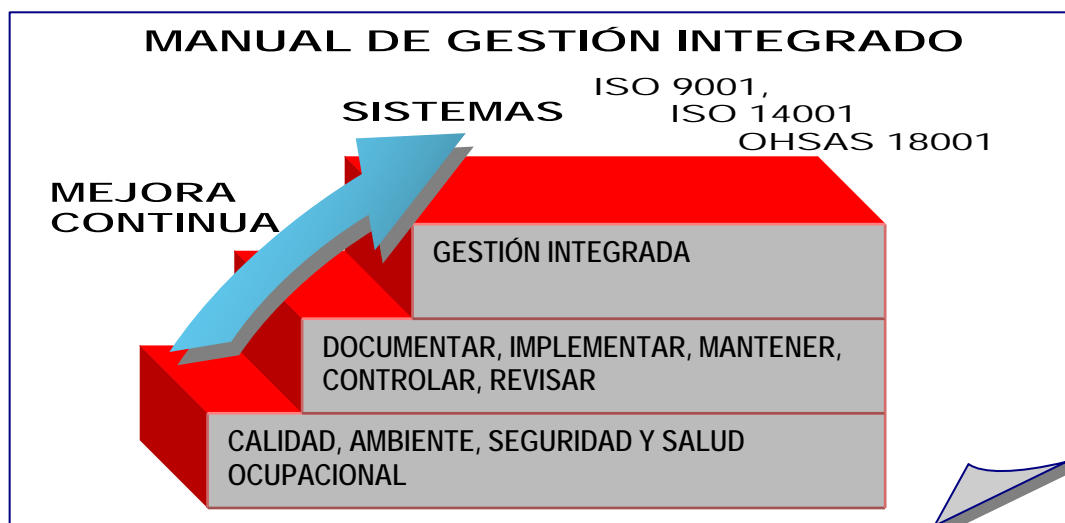 MANUAL DE GESTIÓN INTEGRADO
ISO 9001,
SISTEMAS
ISO 14001
OHSAS 18001
MEJORA
CONTINUA
GESTIÓN INTEGRADA
DOCUMENTAR, IMPLEMENTAR, MANTENER,
CONTROLAR, REVISAR
CALIDAD, AMBIENTE, SEGURIDAD Y SALUD
OCUPACIONAL